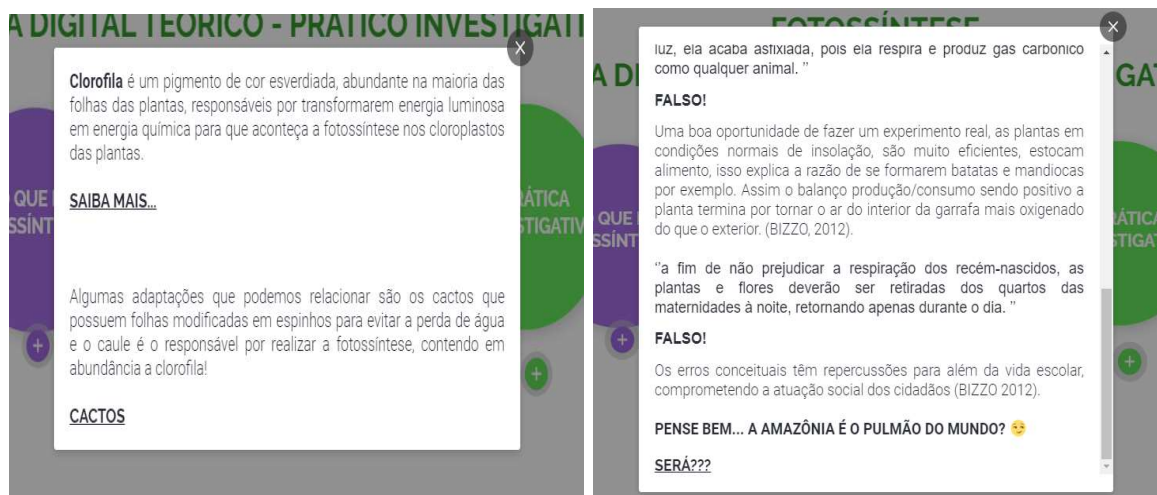 A DIGITAL TEÓRICO - PRÁTICO INVESTIGATI
X
Clorofila é um pigmento de cor esverdiada, abundante na maioria das
folhas das plantas, responsáveis por transformarem energia luminosa
em energia química para que aconteça a fotossíntese nos cloroplastos
das plantas.
SAIBA MAIS...
Algumas adaptações que podemos relacionar são os cactos que
possuem folhas modificadas em espinhos para evitar a perda de água
e o caule é o responsável por realizar a fotossíntese, contendo em
abundância a clorofila!
CACTOS
QUE
SSÍNT
ÁTICA
STIGATIV
+
+
FOTOSSÍNTESE
X
A DI
GAT
luz, ela acaba asfixiada, pois ela respira e produz gás carbônico
como qualquer animal. ”
FALSO!
Uma boa oportunidade de fazer um experimento real, as plantas em
condições normais de insolação, são muito eficientes, estocam
alimento, isso explica a razão de se formarem batatas e mandiocas
por exemplo. Assim o balanço produção/consumo sendo positivo a
planta termina por tornar o ar do interior da garrafa mais oxigenado
do que o exterior. (BIZZO, 2012).
“a fim de não prejudicar a respiração dos recém-nascidos, as
plantas e flores deverão ser retiradas dos quartos das
maternidades à noite, retornando apenas durante o dia. ”
FALSO!
Os erros conceituais têm repercussões para além da vida escolar,
comprometendo a atuação social dos cidadãos (BIZZO 2012).
PENSE BEM... A AMAZÔNIA É O PULMÃO DO MUNDO? 😏
SERÁ???
QUE
SSÍNT
ÁTICA
STIGA
+
+